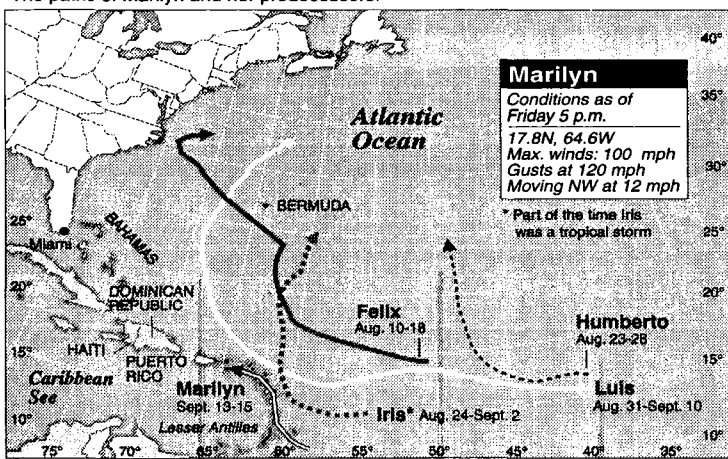 The paths of Marilyn and her predecessors.
40°
35°
30°
25°
20°
15°
10°
Marilyn
Conditions as of
Friday 5 p.m.
17.8N, 64.6W
Max. winds: 100 mph
Gusts at 120 mph
Moving NW at 12 mph
* Part of the time Iris
was a tropical storm
Atlantic
Ocean
BERMUDA
25°
Miami
BAHAMAS
20°
DOMINICAN
REPUBLIC
15°
HAITI
PUERTO
RICO
Caribbean
See
10°
Marilyn
Sept. 13-15
Lesser Antilles
Felix
Aug. 10-18
Humberto
Aug. 23-28
Luis
Aug. 31-Sept. 10
Iris* Aug. 24-Sept. 2
75°
70°
65°
60°
55°
50°
45°
40°
35°